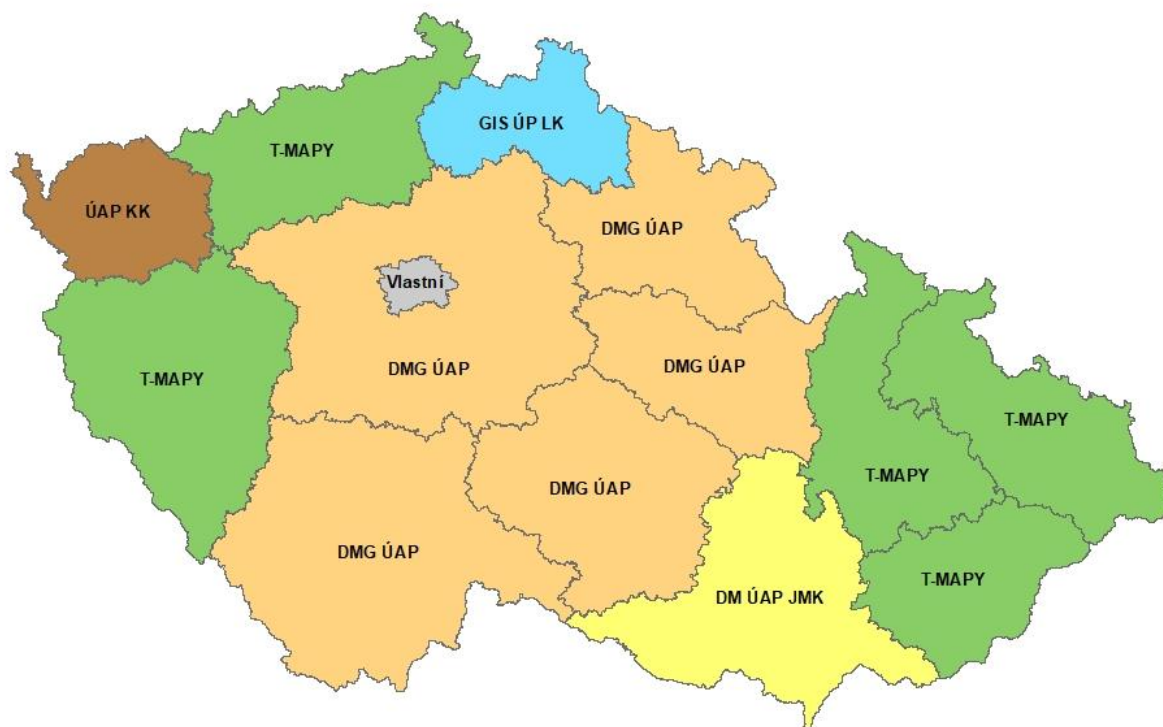 GIS ÚP LK
T-MAPY
ÚAP KK
DMG ÚAP
Vlastní
DMG ÚAP
DMG ÚAP
T-MAPY
T-MAPY
T-MAPY
DMG ÚAP
DMG ÚAP
T-MAPY
DM ÚAP JMK